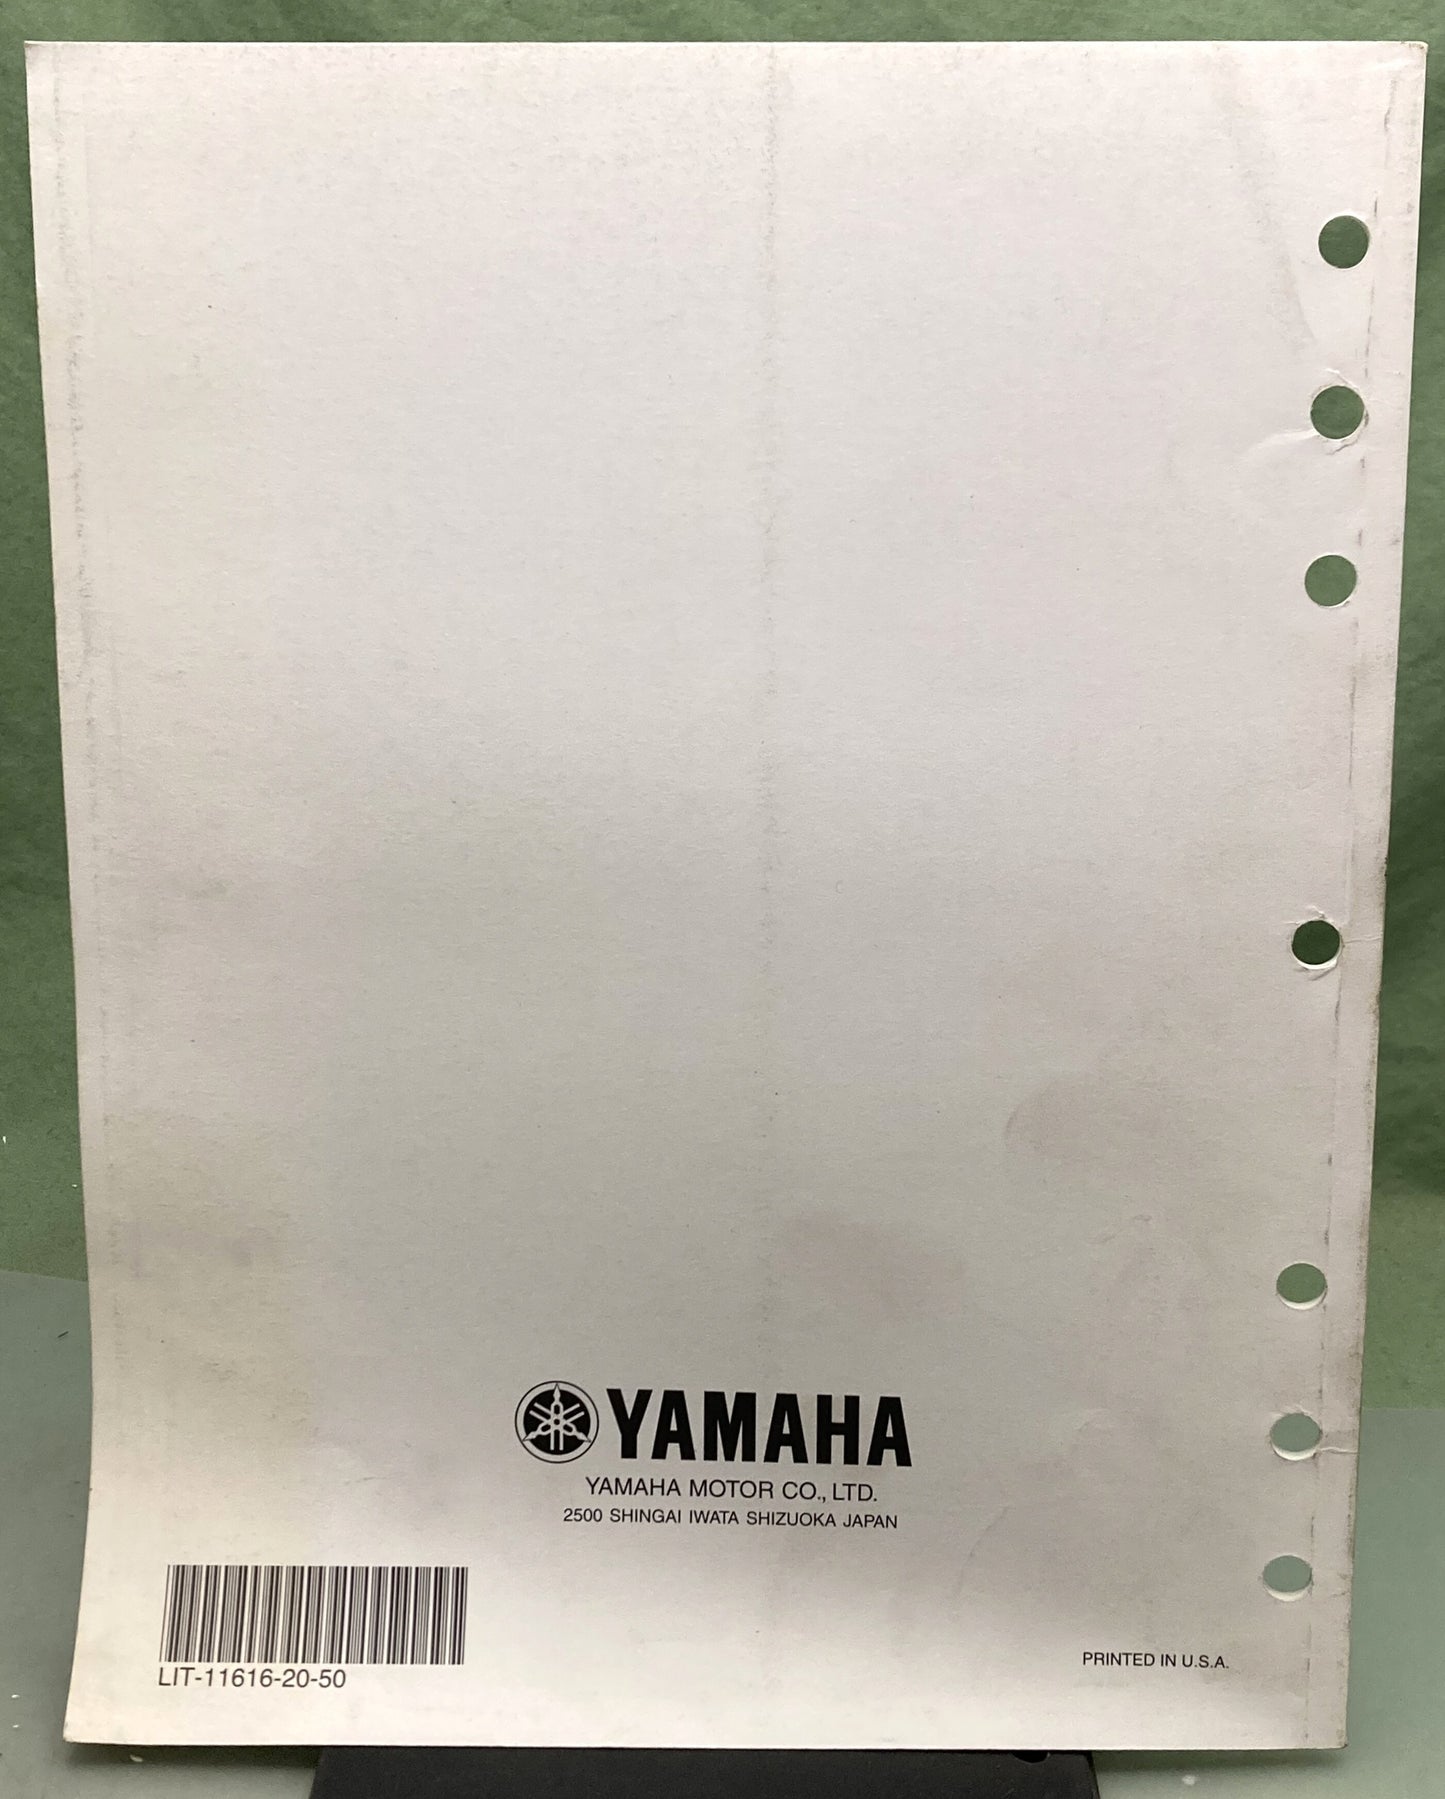 YAMAHA
YAMAHA MOTOR CO., LTD.
2500 SHINGAI IWATA SHIZUOKA JAPAN
LIT-11616-20-50
PRINTED IN U.S.A.